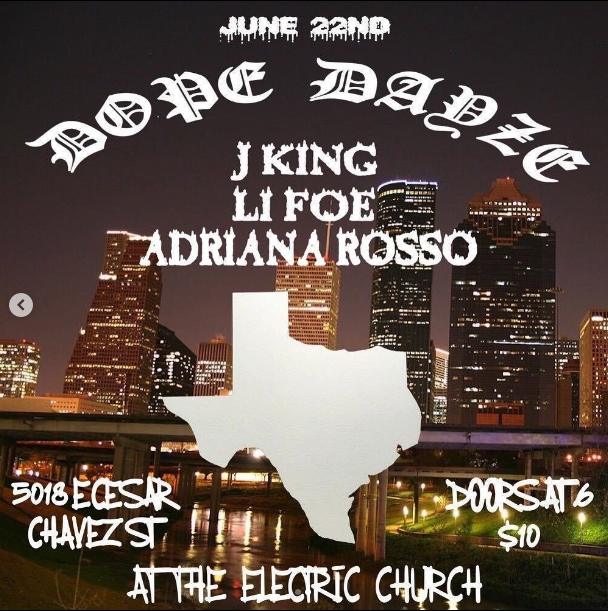 JUNE 22ND
DOPE DAYZE
J KING
LI FOE
ADRIANA ROSSO
5018 E CESAR
CHAVEZ ST
DOORS AT 6
$10
AT THE ELECTRIC CHURCH